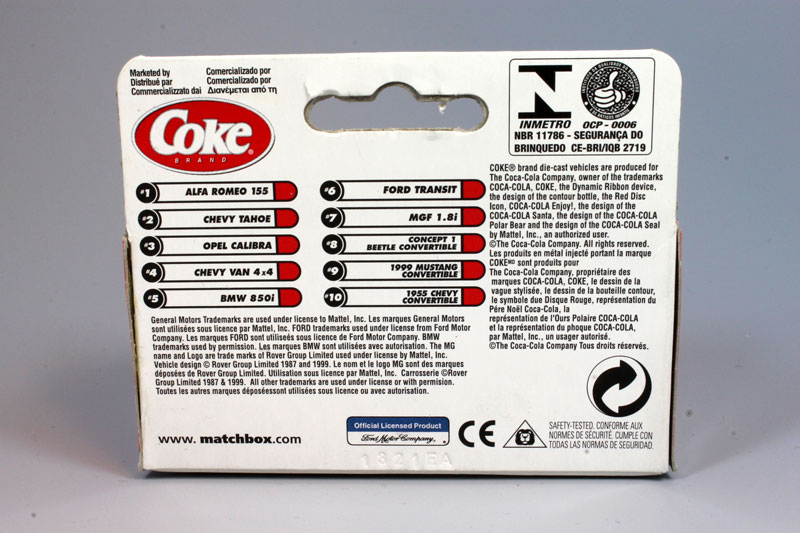 Marketed by
Distribué par
Commercializzato dai
Comercializado por
Comercializado por
Διανέμεται από τη
Coke
BRAND
#1 ALFA ROMEO 155
#2 CHEVY TAHOE
#3 OPEL CALIBRA
#4 CHEVY VAN 4x4
#5 BMW 850i
#6 FORD TRANSIT
#7 MGF 1.8i
#8 CONCEPT 1
BEETLE CONVERTIBLE
#9 1999 MUSTANG
CONVERTIBLE
#10 1955 CHEVY
CONVERTIBLE
General Motors Trademarks are used under license to Mattel, Inc. Les marques General Motors
sont utilisées sous licence par Mattel, Inc. FORD trademarks used under license from Ford Motor
Company. Les marques FORD sont utilisées sous licence de Ford Motor Company. BMW
trademarks used by permission. Les marques BMW sont utilisées avec autorisation. The MG
name and Logo are trade marks of Rover Group Limited used under license by Mattel, Inc.
Vehicle design © Rover Group Limited 1987 and 1999. Le nom et le logo MG sont des marques
déposées de Rover Group Limited. Utilisation sous licence par Mattel, Inc. Carrosserie ©Rover
Group Limited 1987 & 1999. All other trademarks are used under license or with permision.
Toutes les autres marques déposéessont utilisées sous licence ou avec autorisation.
www.matchbox.com
Official Licensed Product
Ford Motor Company,
CE
1321EA
INMETRO OCP - 0006
NBR 11786 - SEGURANÇA DO
BRINQUEDO CE-BRI/IQB 2719
COKE® brand die-cast vehicles are produced for
The Coca-Cola Company, owner of the trademarks
COCA-COLA, COKE, the Dynamic Ribbon device,
the design of the contour bottle, the Red Disc
Icon, COCA-COLA Enjoy!, the design of the
COCA-COLA Santa, the design of the COCA-COLA
Polar Bear and the design of the COCA-COLA Seal
by Mattel, Inc., an authorized user.
©The Coca-Cola Company. All rights reserved.
Les produits en métal injecté portant la marque
COKEᴹᴰ sont produits pour
The Coca-Cola Company, propriétaire des
marques COCA-COLA, COKE, le dessin de la
vague stylisée, le dessin de la bouteille contour,
le symbole due Disque Rouge, représentation du
Père Noël Coca-Cola, la
représentation de l'Ours Polaire COCA-COLA
et la représentation du phoque COCA-COLA,
par Mattel, Inc., un usager autorisé.
©The Coca-Cola Company Tous droits réservés.
SAFETY-TESTED. CONFORME AUX
NORMES DE SÉCURITÉ. CUMPLE CON
TODAS LAS NORMAS DE SEGURIDAD.